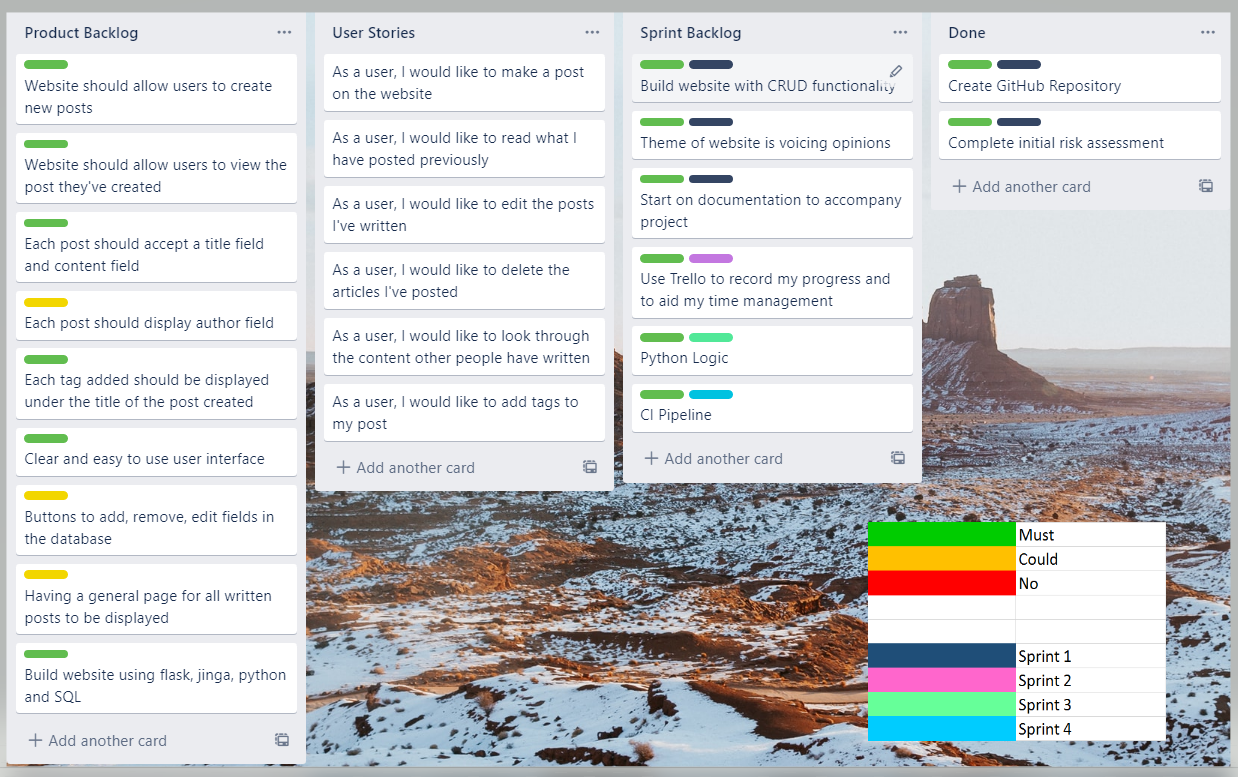 Product Backlog
Website should allow users to create
new posts
Website should allow users to view the
post they've created
Each post should accept a title field
and content field
Each post should display author field
Each tag added should be displayed
under the title of the post created
Clear and easy to use user interface
Buttons to add, remove, edit fields in
the database
Having a general page for all written
posts to be displayed
Build website using flask, jinga, python
and SQL
+ Add another card
User Stories
As a user, I would like to make a post
on the website
As a user, I would like to read what I
have posted previously
As a user, I would like to edit the posts
I've written
As a user, I would like to delete the
articles I've posted
As a user, I would like to look through
the content other people have written
As a user, I would like to add tags to
my post
+ Add another card
Sprint Backlog
Build website with CRUD functionality
Theme of website is voicing opinions
Start on documentation to accompany
project
Use Trello to record my progress and
to aid my time management
Python Logic
CI Pipeline
+ Add another card
Done
Create GitHub Repository
Complete initial risk assessment
+ Add another card
Must
Could
No
Sprint 1
Sprint 2
Sprint 3
Sprint 4